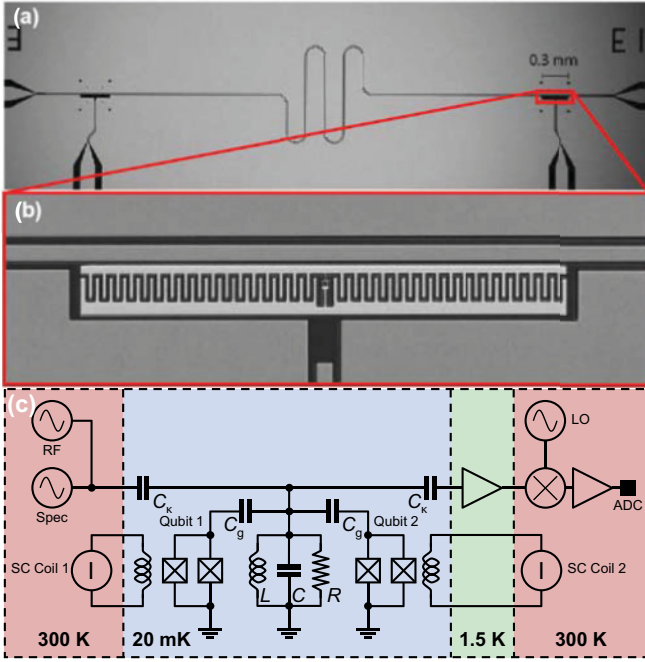 (a)
E
E I
0.3 mm
(b)
(c)
RF
Spec
SC Coil 1
300 K
Cκ
Qubit 1
Cg
L
C
R
20 mK
Cκ
Qubit 2
Cg
1.5 K
LO
ADC
SC Coil 2
I
I
300 K